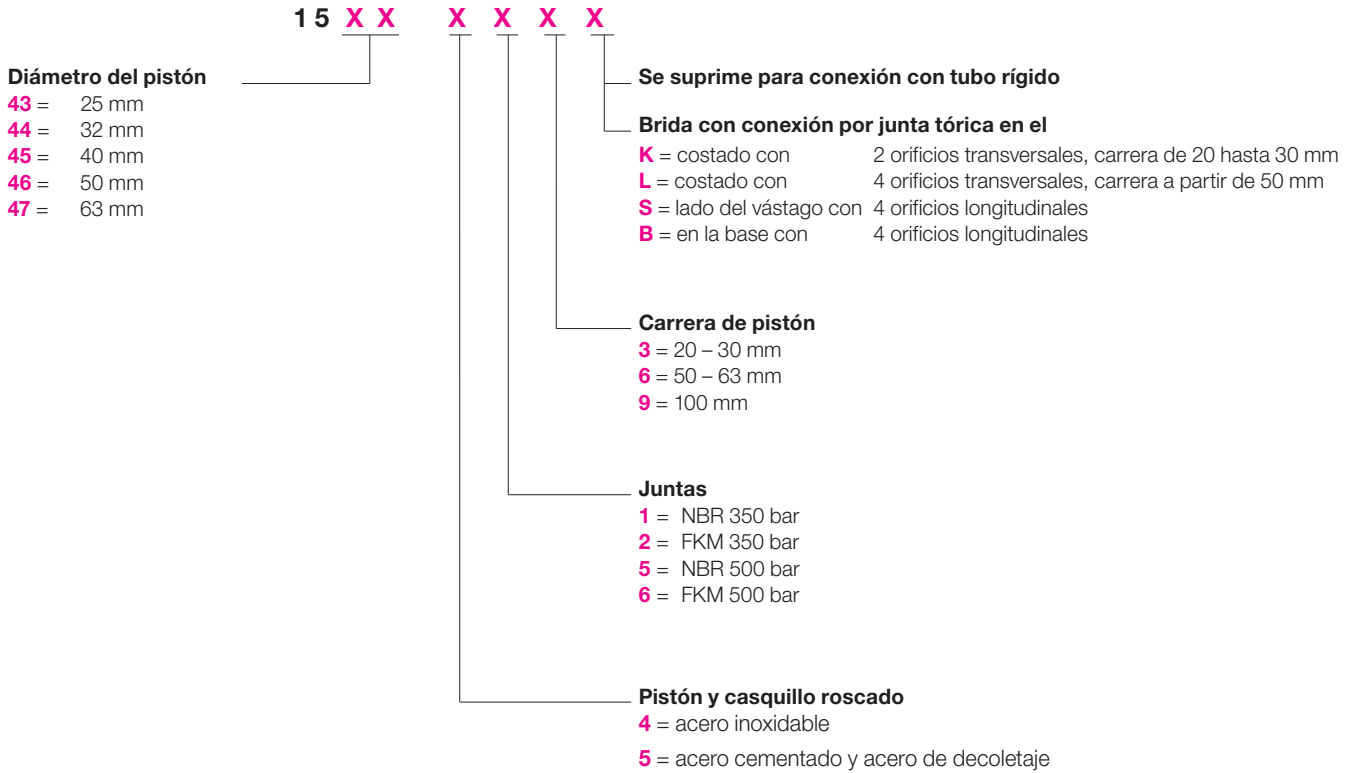 15 X X X X X X
Diámetro del pistón
43 = 25 mm
44 = 32 mm
45 = 40 mm
46 = 50 mm
47 = 63 mm
Se suprime para conexión con tubo rígido
Brida con conexión por junta tórica en el
K = costado con 2 orificios transversales, carrera de 20 hasta 30 mm
L = costado con 4 orificios transversales, carrera a partir de 50 mm
S = lado del vástago con 4 orificios longitudinales
B = en la base con 4 orificios longitudinales
Carrera de pistón
3 = 20 – 30 mm
6 = 50 – 63 mm
9 = 100 mm
Juntas
1 = NBR 350 bar
2 = FKM 350 bar
5 = NBR 500 bar
6 = FKM 500 bar
Pistón y casquillo roscado
4 = acero inoxidable
5 = acero cementado y acero de decoletaje